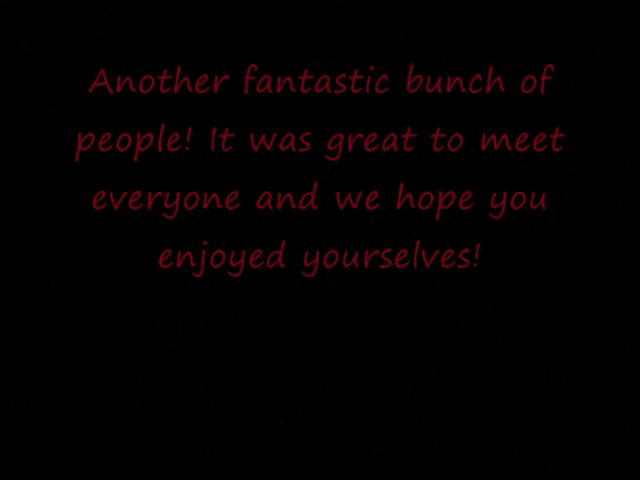 Another fantastic bunch of
people! It was great to meet
everyone and we hope you
enjoyed yourselves!